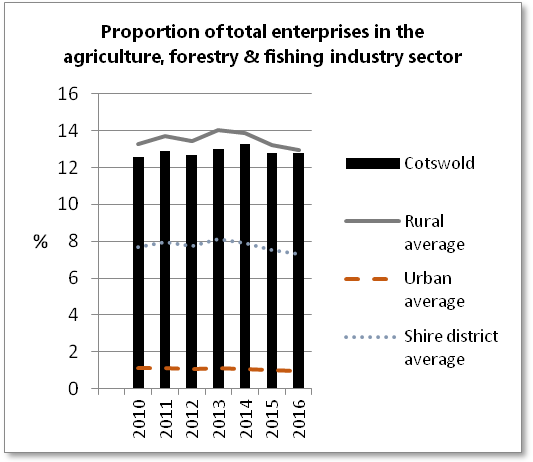 Proportion of total enterprises in the
agriculture, forestry & fishing industry sector
16
14
12
10
8
6
4
2
0
%
2010
2011
2012
2013
2014
2015
2016
Cotswold
Rural
average
Urban
average
Shire district
average